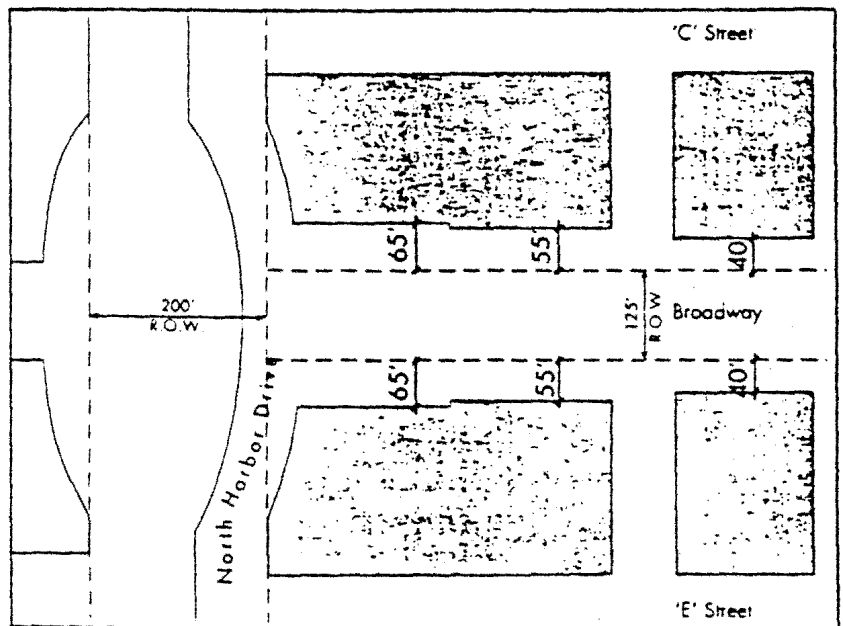 'C' Street
65'
55'
40'
200'
R.O.W.
125'
R O W
Broadway
65'
55'
40'
North Harbor Drive
'E' Street